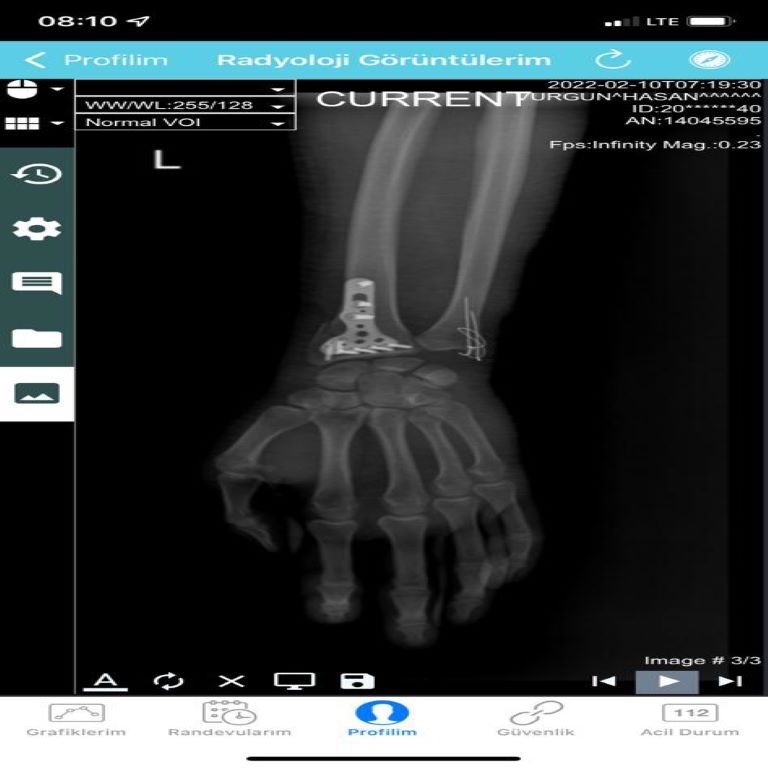 08:10
LTE
Profilim
Radyoloji Görüntülerim
WW/WL:255/128
Normal VOI
CURRENT
2022-02-10T07:19:30
ID:20******40
AN:14045595
Fps:Infinity Mag.:0.23
L
Image # 3/3
A
Grafiklerim
Randevularım
Profilim
Güvenlik
112
Acil Durum